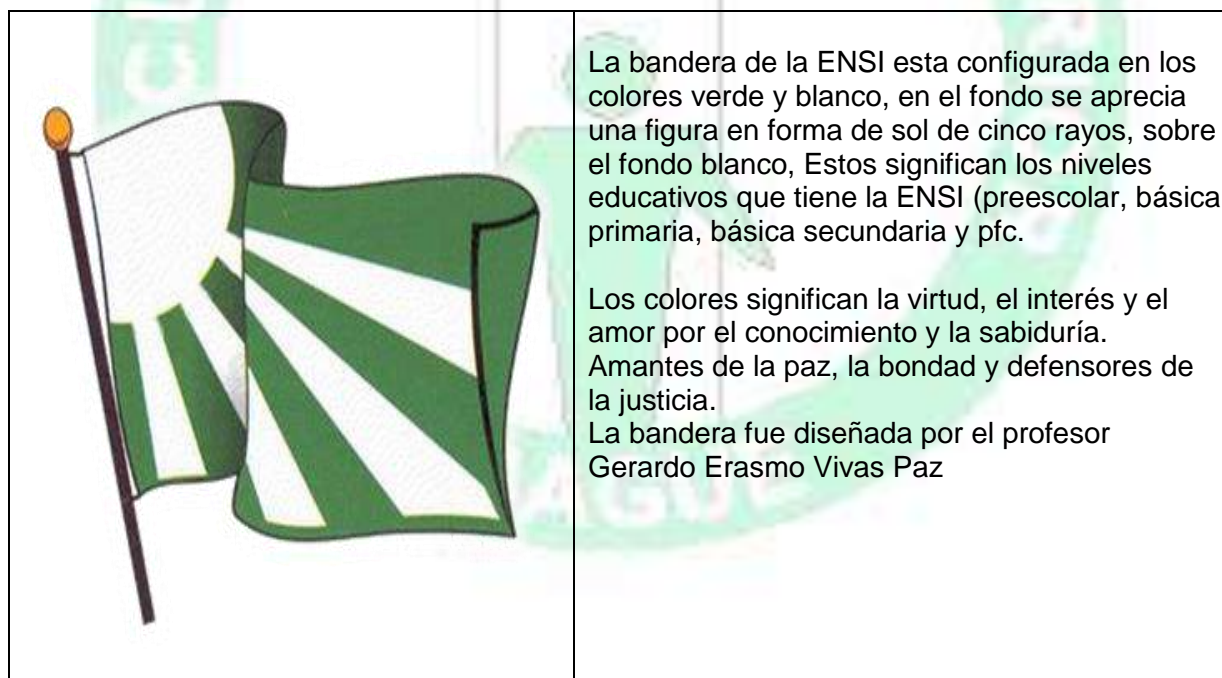 La bandera de la ENSI esta configurada en los
colores verde y blanco, en el fondo se aprecia
una figura en forma de sol de cinco rayos, sobre
el fondo blanco, Estos significan los niveles
educativos que tiene la ENSI (preescolar, básica
primaria, básica secundaria y pfc.
Los colores significan la virtud, el interés y el
amor por el conocimiento y la sabiduría.
Amantes de la paz, la bondad y defensores de
la justicia.
La bandera fue diseñada por el profesor
Gerardo Erasmo Vivas Paz